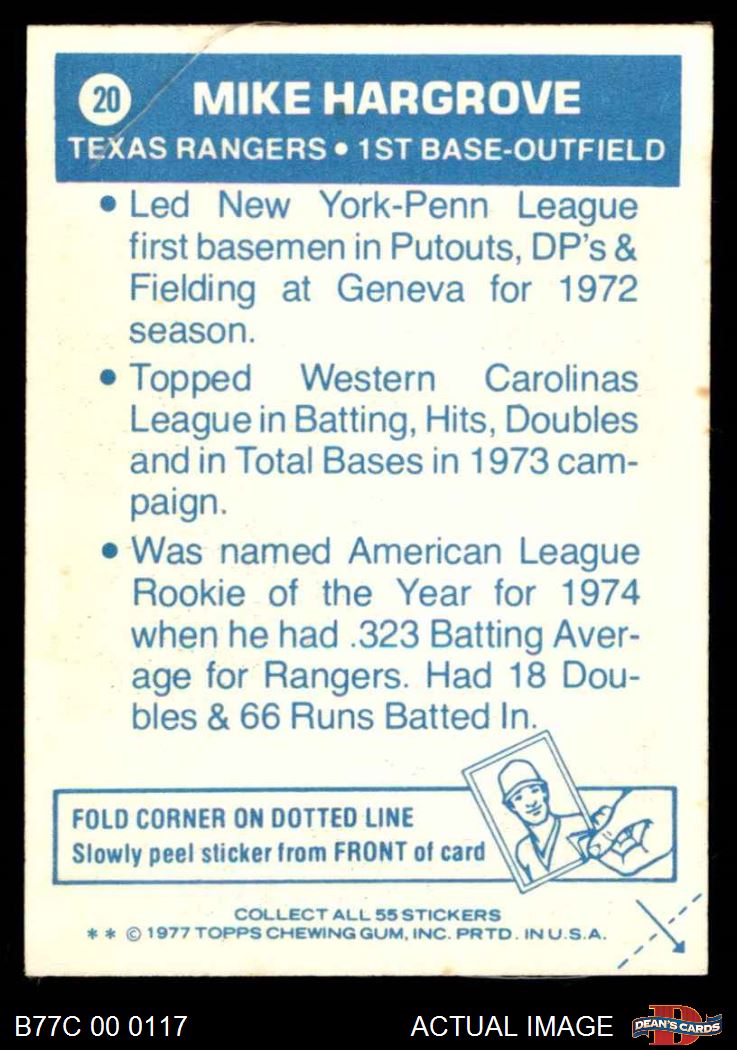 20
MIKE HARGROVE
TEXAS RANGERS • 1ST BASE-OUTFIELD
• Led New York-Penn League
first basemen in Putouts, DP's &
Fielding at Geneva for 1972
season.
• Topped Western Carolinas
League in Batting, Hits, Doubles
and in Total Bases in 1973 cam-
paign.
• Was named American League
Rookie of the Year for 1974
when he had .323 Batting Aver-
age for Rangers. Had 18 Dou-
bles & 66 Runs Batted In.
FOLD CORNER ON DOTTED LINE
Slowly peel sticker from FRONT of card
COLLECT ALL 55 STICKERS
* * © 1977 TOPPS CHEWING GUM, INC. PRTD. IN U.S.A.
B77C 00 0117
ACTUAL IMAGE
D
DEAN'S CARDS